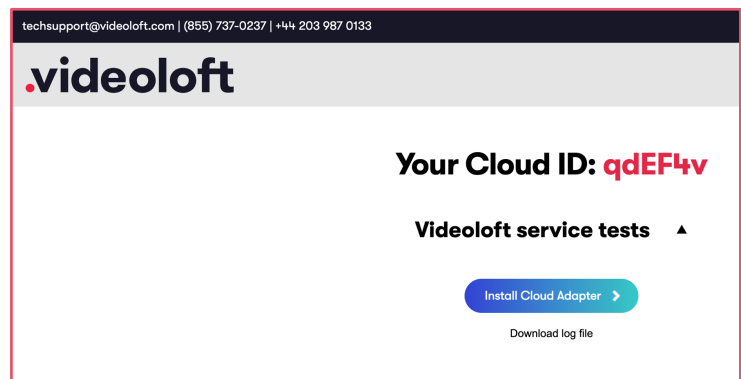 techsupport@videoloft.com | (855) 737-0237 | +44 203 987 0133
.videoloft
Your Cloud ID: qdEF4v
Videoloft service tests ▲
Install Cloud Adapter
Download log file